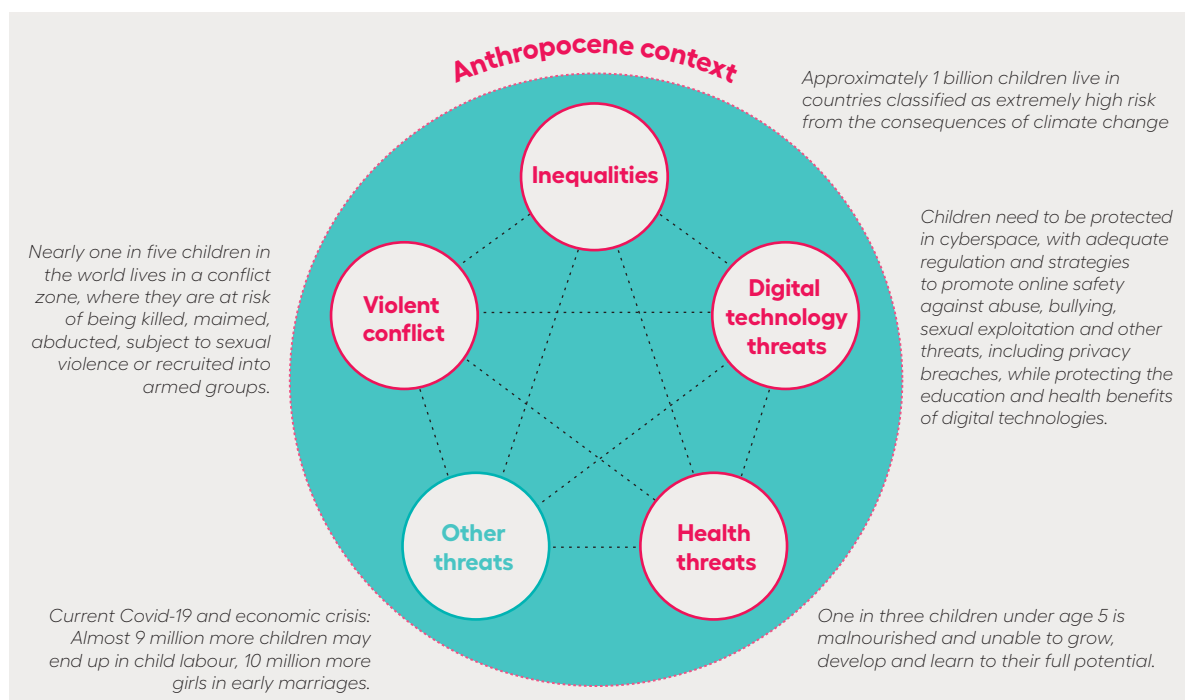 Anthropocene context
Approximately 1 billion children live in
countries classified as extremely high risk
from the consequences of climate change
Inequalities
Nearly one in five children in
the world lives in a conflict
zone, where they are at risk
of being killed, maimed,
abducted, subject to sexual
violence or recruited into
armed groups.
Violent
conflict
Digital
technology
threats
Children need to be protected
in cyberspace, with adequate
regulation and strategies
to promote online safety
against abuse, bullying,
sexual exploitation and other
threats, including privacy
breaches, while protecting the
education and health benefits
of digital technologies.
Other
threats
Health
threats
Current Covid-19 and economic crisis:
Almost 9 million more children may
end up in child labour, 10 million more
girls in early marriages.
One in three children under age 5 is
malnourished and unable to grow,
develop and learn to their full potential.